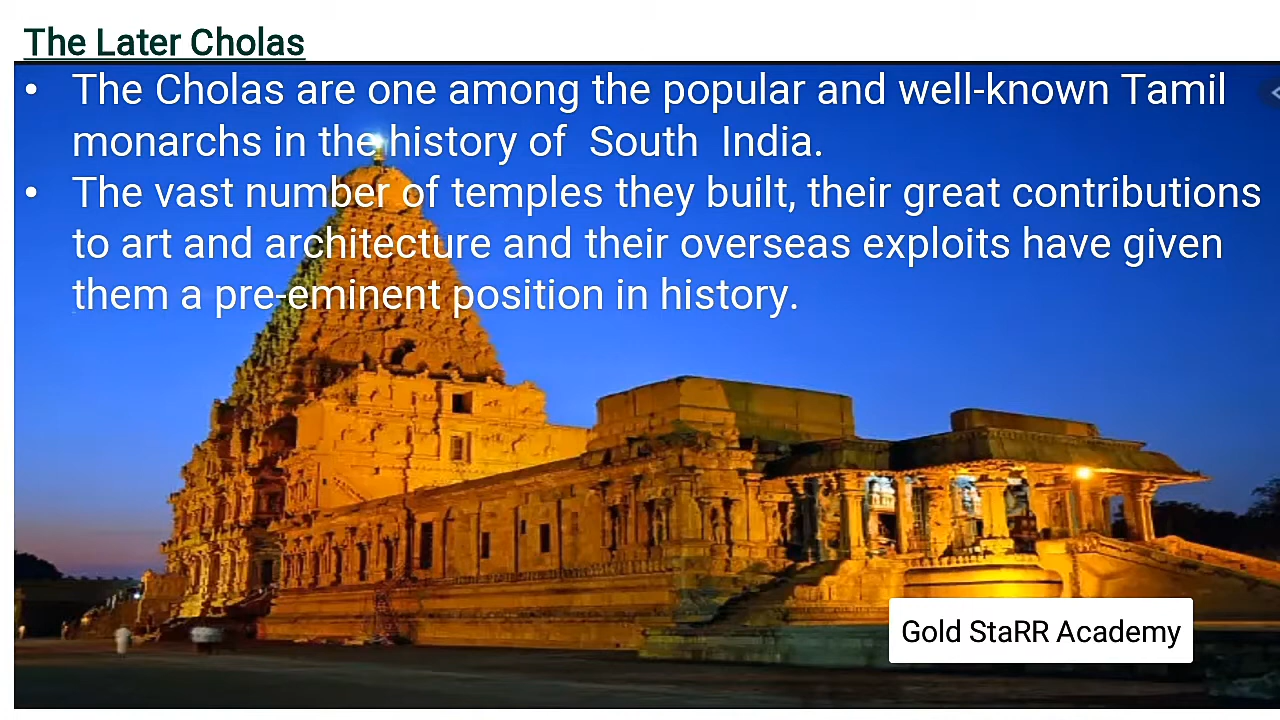 The Later Cholas
• The Cholas are one among the popular and well-known Tamil
monarchs in the history of South India.
• The vast number of temples they built, their great contributions
to art and architecture and their overseas exploits have given
them a pre-eminent position in history.
Gold StaRR Academy